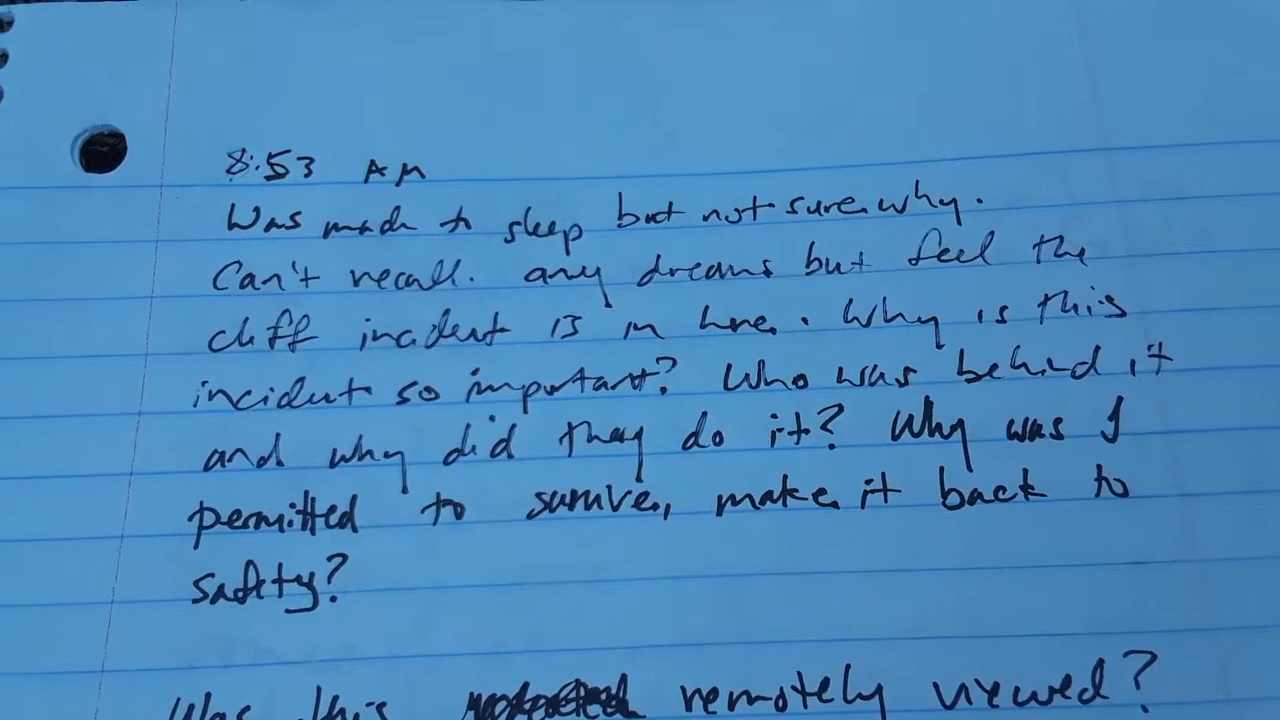 8:53 AM
Was made to sleep but not sure why.
Can't recall. any dreams but feel the
cliff incident is in here. Why is this
incident so important? Who was behind it
and why did they do it? Why was I
permitted to survive, make it back to
safety?
Was this remotely viewed?